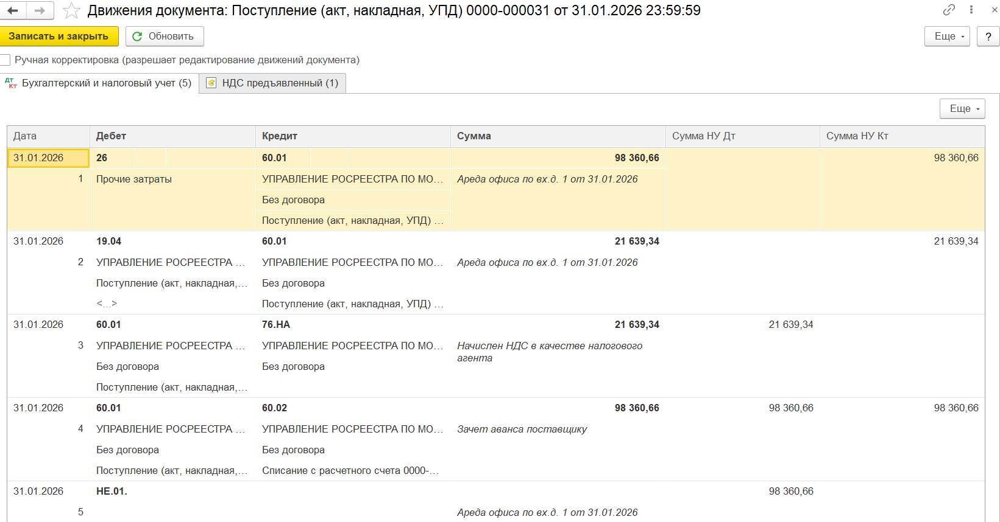 Движения документа: Поступление (акт, накладная, УПД) 0000-000031 от 31.01.2026 23:59:59
Записать и закрыть
Обновить
Еще
?
Ручная корректировка (разрешает редактирование движений документа)
Дт Кт Бухгалтерский и налоговый учет (5)
НДС предъявленный (1)
Еще
Дата Дебет Кредит Сумма Сумма НУ Дт Сумма НУ Кт
31.01.2026 26 60.01 98 360,66 98 360,66
1 Прочие затраты УПРАВЛЕНИЕ РОСРЕЕСТРА ПО МО... Ареда офиса по вх.д. 1 от 31.01.2026
Без договора
Поступление (акт, накладная, УПД) ...
31.01.2026 19.04 60.01 21 639,34 21 639,34
2 УПРАВЛЕНИЕ РОСРЕЕСТРА ... УПРАВЛЕНИЕ РОСРЕЕСТРА ПО МО... Ареда офиса по вх.д. 1 от 31.01.2026
Поступление (акт, накладная,... Без договора
<...> Поступление (акт, накладная, УПД) ...
31.01.2026 60.01 76.НА 21 639,34 21 639,34
3 УПРАВЛЕНИЕ РОСРЕЕСТРА ... УПРАВЛЕНИЕ РОСРЕЕСТРА ПО МО... Начислен НДС в качестве налогового
агента
Без договора Без договора
Поступление (акт, накладная,...
31.01.2026 60.01 60.02 98 360,66 98 360,66 98 360,66
4 УПРАВЛЕНИЕ РОСРЕЕСТРА ... УПРАВЛЕНИЕ РОСРЕЕСТРА ПО МО... Зачет аванса поставщику
Без договора Без договора
Поступление (акт, накладная,... Списание с расчетного счета 0000-...
31.01.2026 НЕ.01. 98 360,66
5 Ареда офиса по вх.д. 1 от 31.01.2026